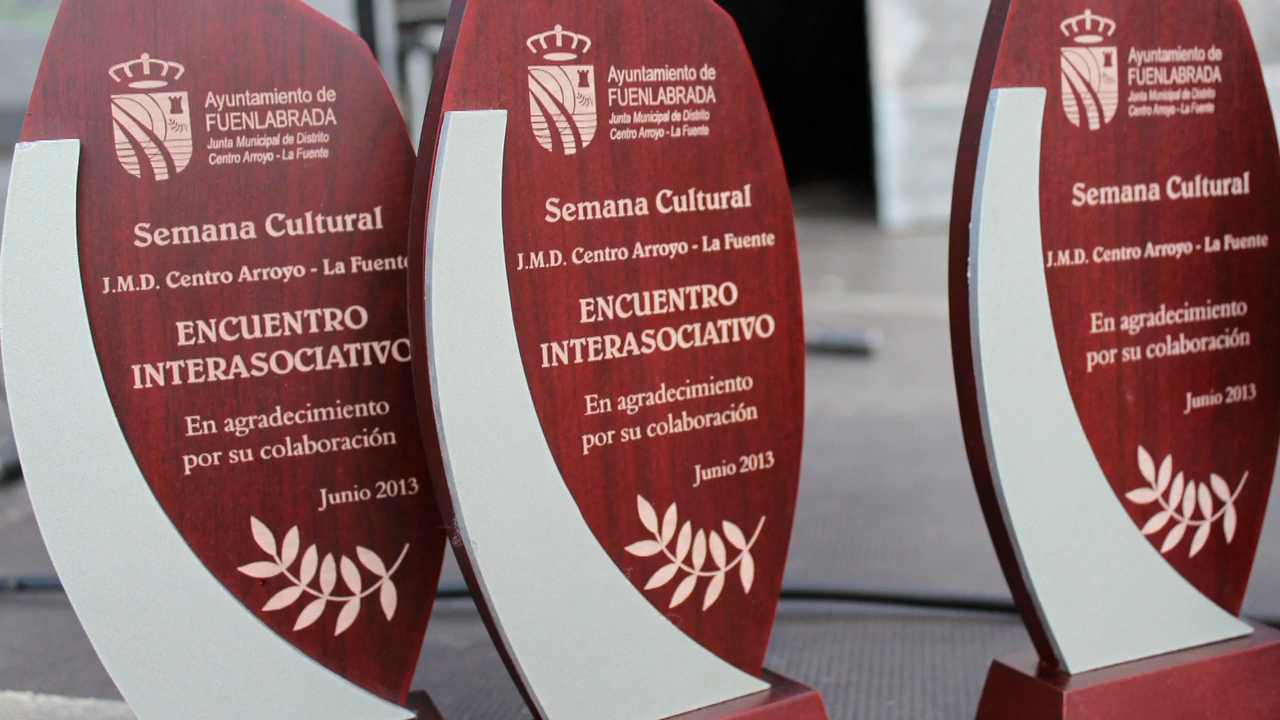 Ayuntamiento de
FUENLABRADA
Junta Municipal de Distrito
Centro Arroyo - La Fuente
Semana Cultural
J.M.D. Centro Arroyo - La Fuente
ENCUENTRO
INTERASOCIATIVO
En agradecimiento
por su colaboración
Junio 2013
Ayuntamiento de
FUENLABRADA
Junta Municipal de Distrito
Centro Arroyo - La Fuente
Semana Cultural
J.M.D. Centro Arroyo - La Fuente
ENCUENTRO
INTERASOCIATIVO
En agradecimiento
por su colaboración
Junio 2013
Ayuntamiento de
FUENLABRADA
Junta Municipal de Distrito
Centro Arroyo - La Fuente
Semana Cultural
J.M.D. Centro Arroyo - La Fuente
En agradecimiento
por su colaboración
Junio 2013